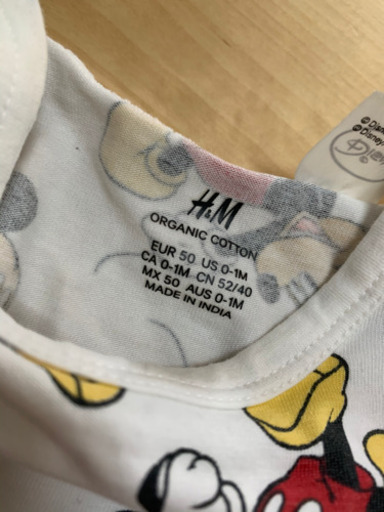 H&M
ORGANIC COTTON
EUR 50 US 0-1M
CA 0-1M CN 52/40
MX 50 AUS 0-1M
MADE IN INDIA